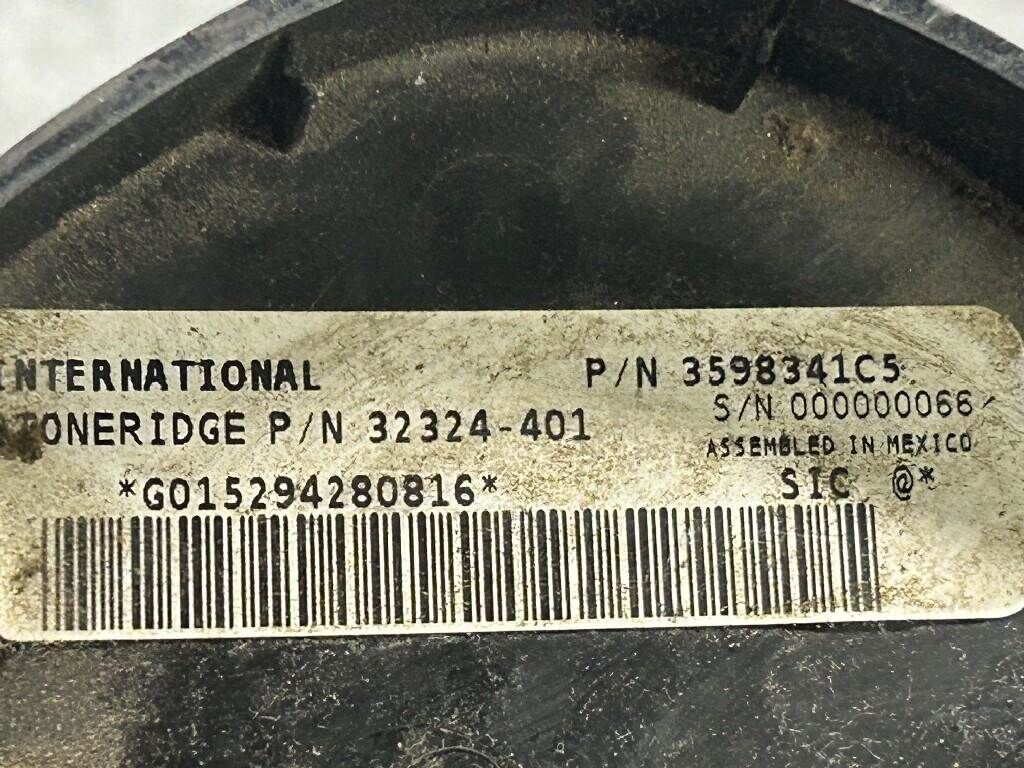 INTERNATIONAL P/N 3598341C5
TONERIDGE P/N 32324-401 S/N 000000066
ASSEMBLED IN MEXICO
*G015294280816* SIC @*